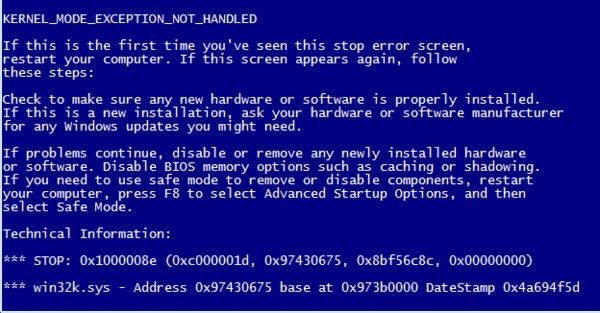 KERNEL_MODE_EXCEPTION_NOT_HANDLED
If this is the first time you've seen this stop error screen,
restart your computer. If this screen appears again, follow
these steps:
Check to make sure any new hardware or software is properly installed.
If this is a new installation, ask your hardware or software manufacturer
for any Windows updates you might need.
If problems continue, disable or remove any newly installed hardware
or software. Disable BIOS memory options such as caching or shadowing.
If you need to use safe mode to remove or disable components, restart
your computer, press F8 to select Advanced Startup Options, and then
select Safe Mode.
Technical Information:
*** STOP: 0x1000008e (0xc000001d, 0x97430675, 0x8bf56c8c, 0x00000000)
*** win32k.sys - Address 0x97430675 base at 0x973b0000 DateStamp 0x4a694f5d